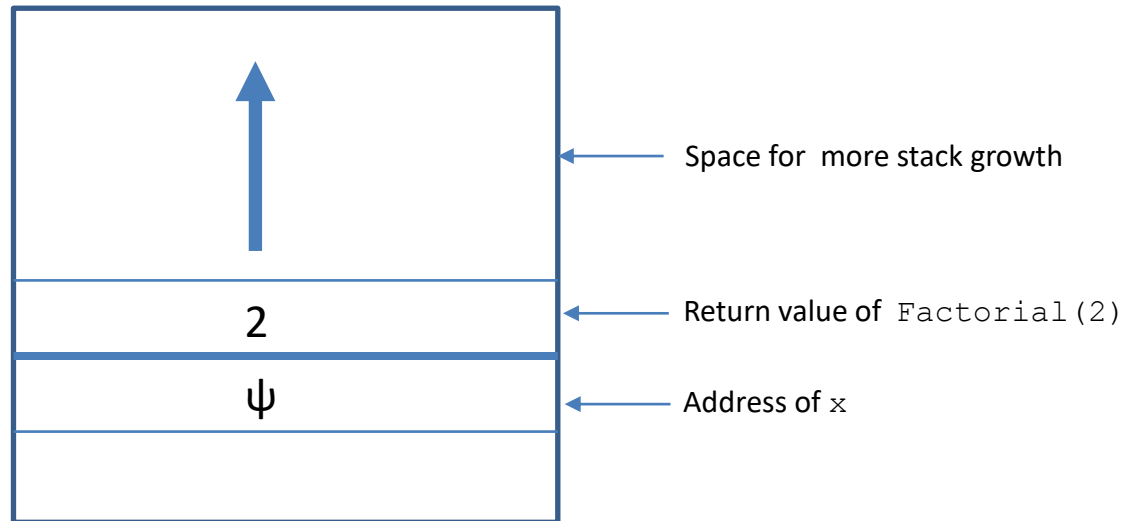 Space for more stack growth
2
Return value of Factorial(2)
ψ
Address of x